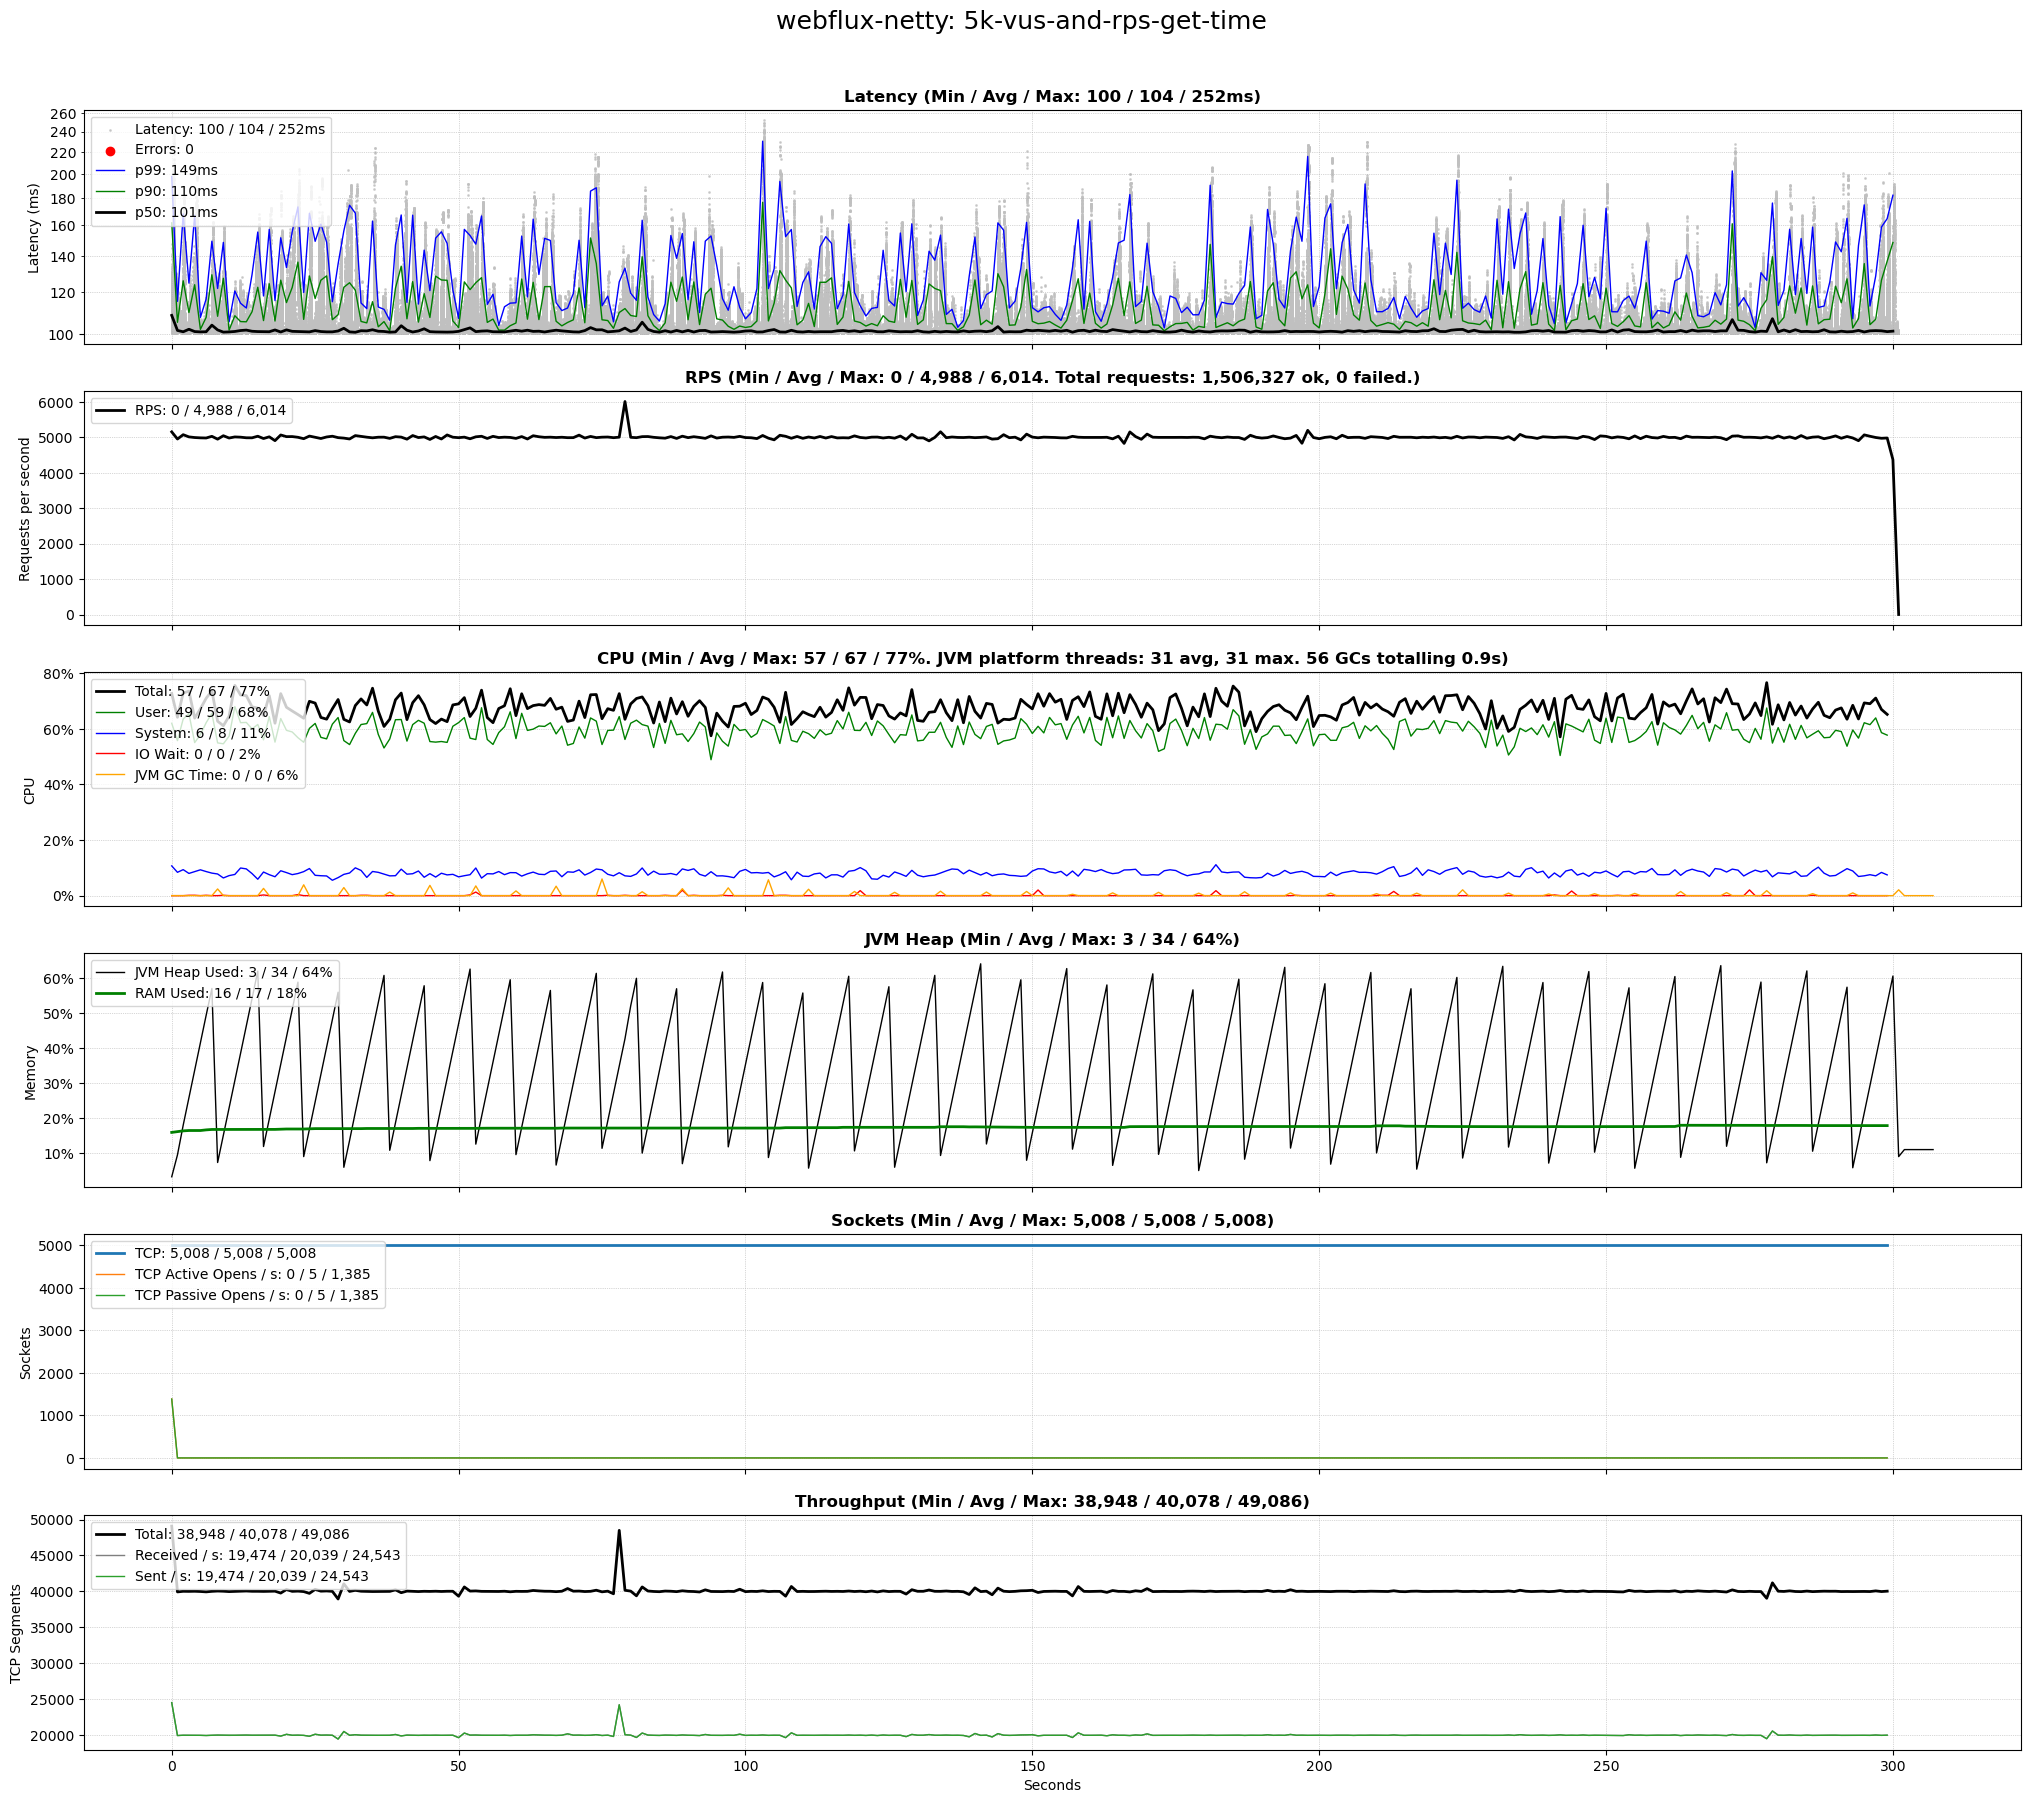 webflux-netty: 5k-vus-and-rps-get-time
Latency (Min / Avg / Max: 100 / 104 / 252ms)
Latency (ms)
260
240
220
200
180
160
140
120
100
Latency: 100 / 104 / 252ms
Errors: 0
p99: 149ms
p90: 110ms
p50: 101ms
RPS (Min / Avg / Max: 0 / 4,988 / 6,014. Total requests: 1,506,327 ok, 0 failed.)
Requests per second
6000
5000
4000
3000
2000
1000
0
RPS: 0 / 4,988 / 6,014
CPU (Min / Avg / Max: 57 / 67 / 77%. JVM platform threads: 31 avg, 31 max. 56 GCs totalling 0.9s)
CPU
80%
60%
40%
20%
0%
Total: 57 / 67 / 77%
User: 49 / 59 / 68%
System: 6 / 8 / 11%
IO Wait: 0 / 0 / 2%
JVM GC Time: 0 / 0 / 6%
JVM Heap (Min / Avg / Max: 3 / 34 / 64%)
Memory
60%
50%
40%
30%
20%
10%
JVM Heap Used: 3 / 34 / 64%
RAM Used: 16 / 17 / 18%
Sockets (Min / Avg / Max: 5,008 / 5,008 / 5,008)
Sockets
5000
4000
3000
2000
1000
0
TCP: 5,008 / 5,008 / 5,008
TCP Active Opens / s: 0 / 5 / 1,385
TCP Passive Opens / s: 0 / 5 / 1,385
Throughput (Min / Avg / Max: 38,948 / 40,078 / 49,086)
TCP Segments
50000
45000
40000
35000
30000
25000
20000
Total: 38,948 / 40,078 / 49,086
Received / s: 19,474 / 20,039 / 24,543
Sent / s: 19,474 / 20,039 / 24,543
0 50 100 150 200 250 300
Seconds